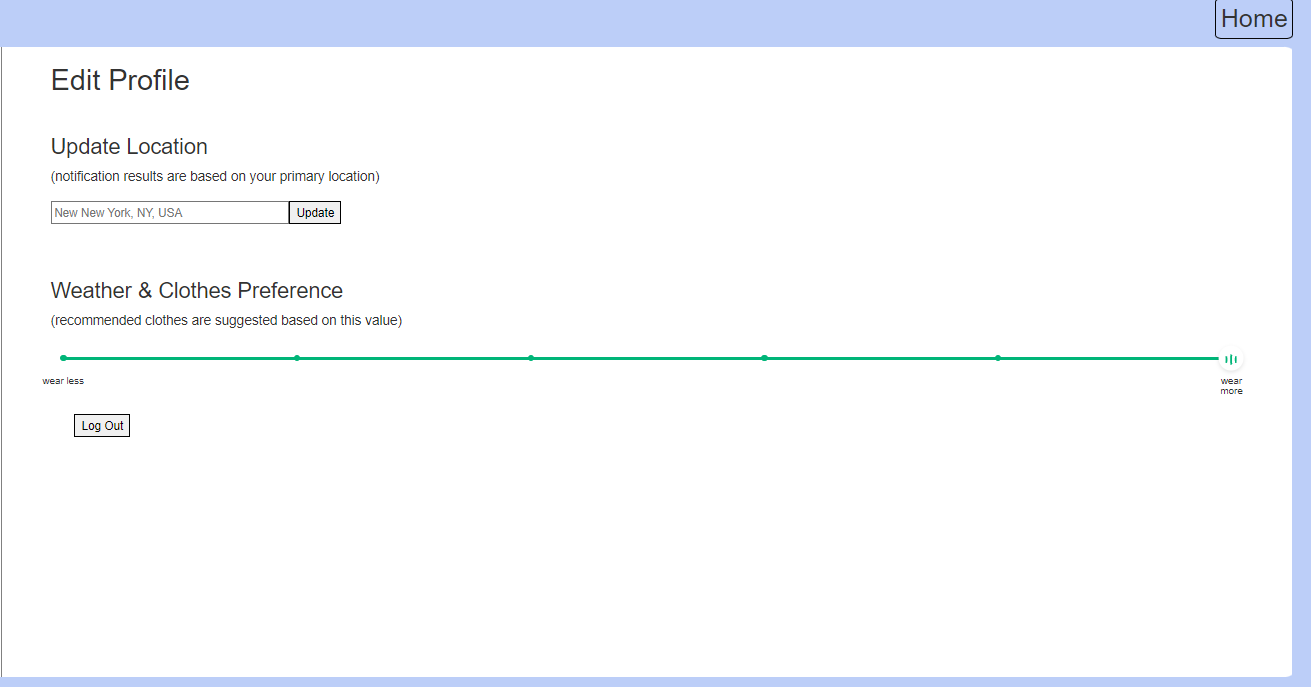 Home
Edit Profile
Update Location
(notification results are based on your primary location)
New New York, NY, USA
Update
Weather & Clothes Preference
(recommended clothes are suggested based on this value)
wear less
wear
more
Log Out